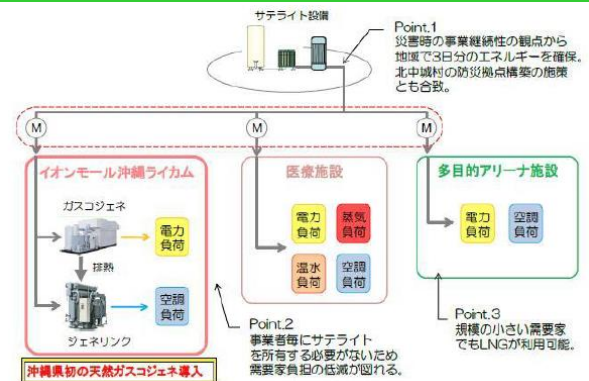 サテライト設備
Point.1
災害時の事業継続性の観点から
地域で3日分のエネルギーを確保。
北中城村の防災拠点構築の施策
とも合致。
M
M
M
イオンモール沖縄ライカム
ガスコジェネ
電力
負荷
排熱
空調
負荷
ジェネリンク
沖縄県初の天然ガスコジェネ導入
医療施設
電力
負荷
蒸気
負荷
温水
負荷
空調
負荷
多目的アリーナ施設
電力
負荷
空調
負荷
Point.2
事業者毎にサテライト
を所有する必要がないため
需要家負担の低減が図れる。
Point.3
規模の小さい需要家
でもLNGが利用可能。